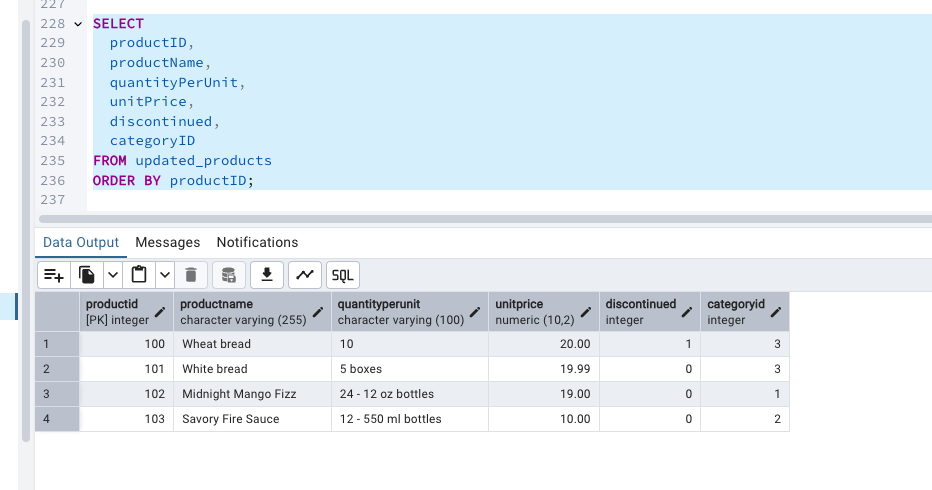 227
228 SELECT
229 productID,
230 productName,
231 quantityPerUnit,
232 unitPrice,
233 discontinued,
234 categoryID
235 FROM updated_products
236 ORDER BY productID;
237
Data Output Messages Notifications
SQL
productid productname quantityperunit unitprice discontinued categoryid
[PK] integer character varying (255) character varying (100) numeric (10,2) integer integer
1 100 Wheat bread 10 20.00 1 3
2 101 White bread 5 boxes 19.99 0 3
3 102 Midnight Mango Fizz 24 - 12 oz bottles 19.00 0 1
4 103 Savory Fire Sauce 12 - 550 ml bottles 10.00 0 2